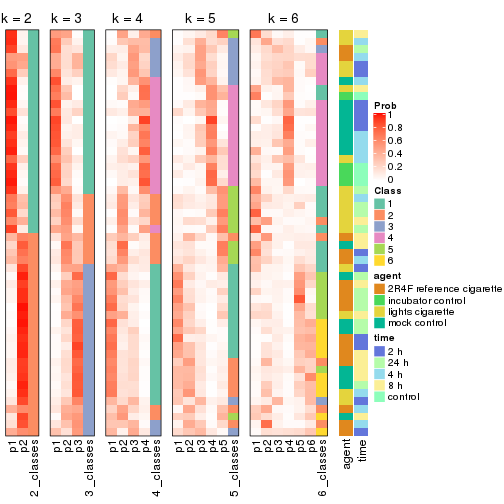 k = 2 k = 3 k = 4 k = 5 k = 6
Prob
1
0.8
0.6
0.4
0.2
0
Class
1
2
3
4
5
6
agent
2R4F reference cigarette
incubator control
lights cigarette
mock control
time
2 h
24 h
4 h
8 h
control
p1 p2 2_classes p1 p2 p3 3_classes p1 p2 p3 p4 4_classes p1 p2 p3 p4 p5 5_classes p1 p2 p3 p4 p5 p6 6_classes agent time